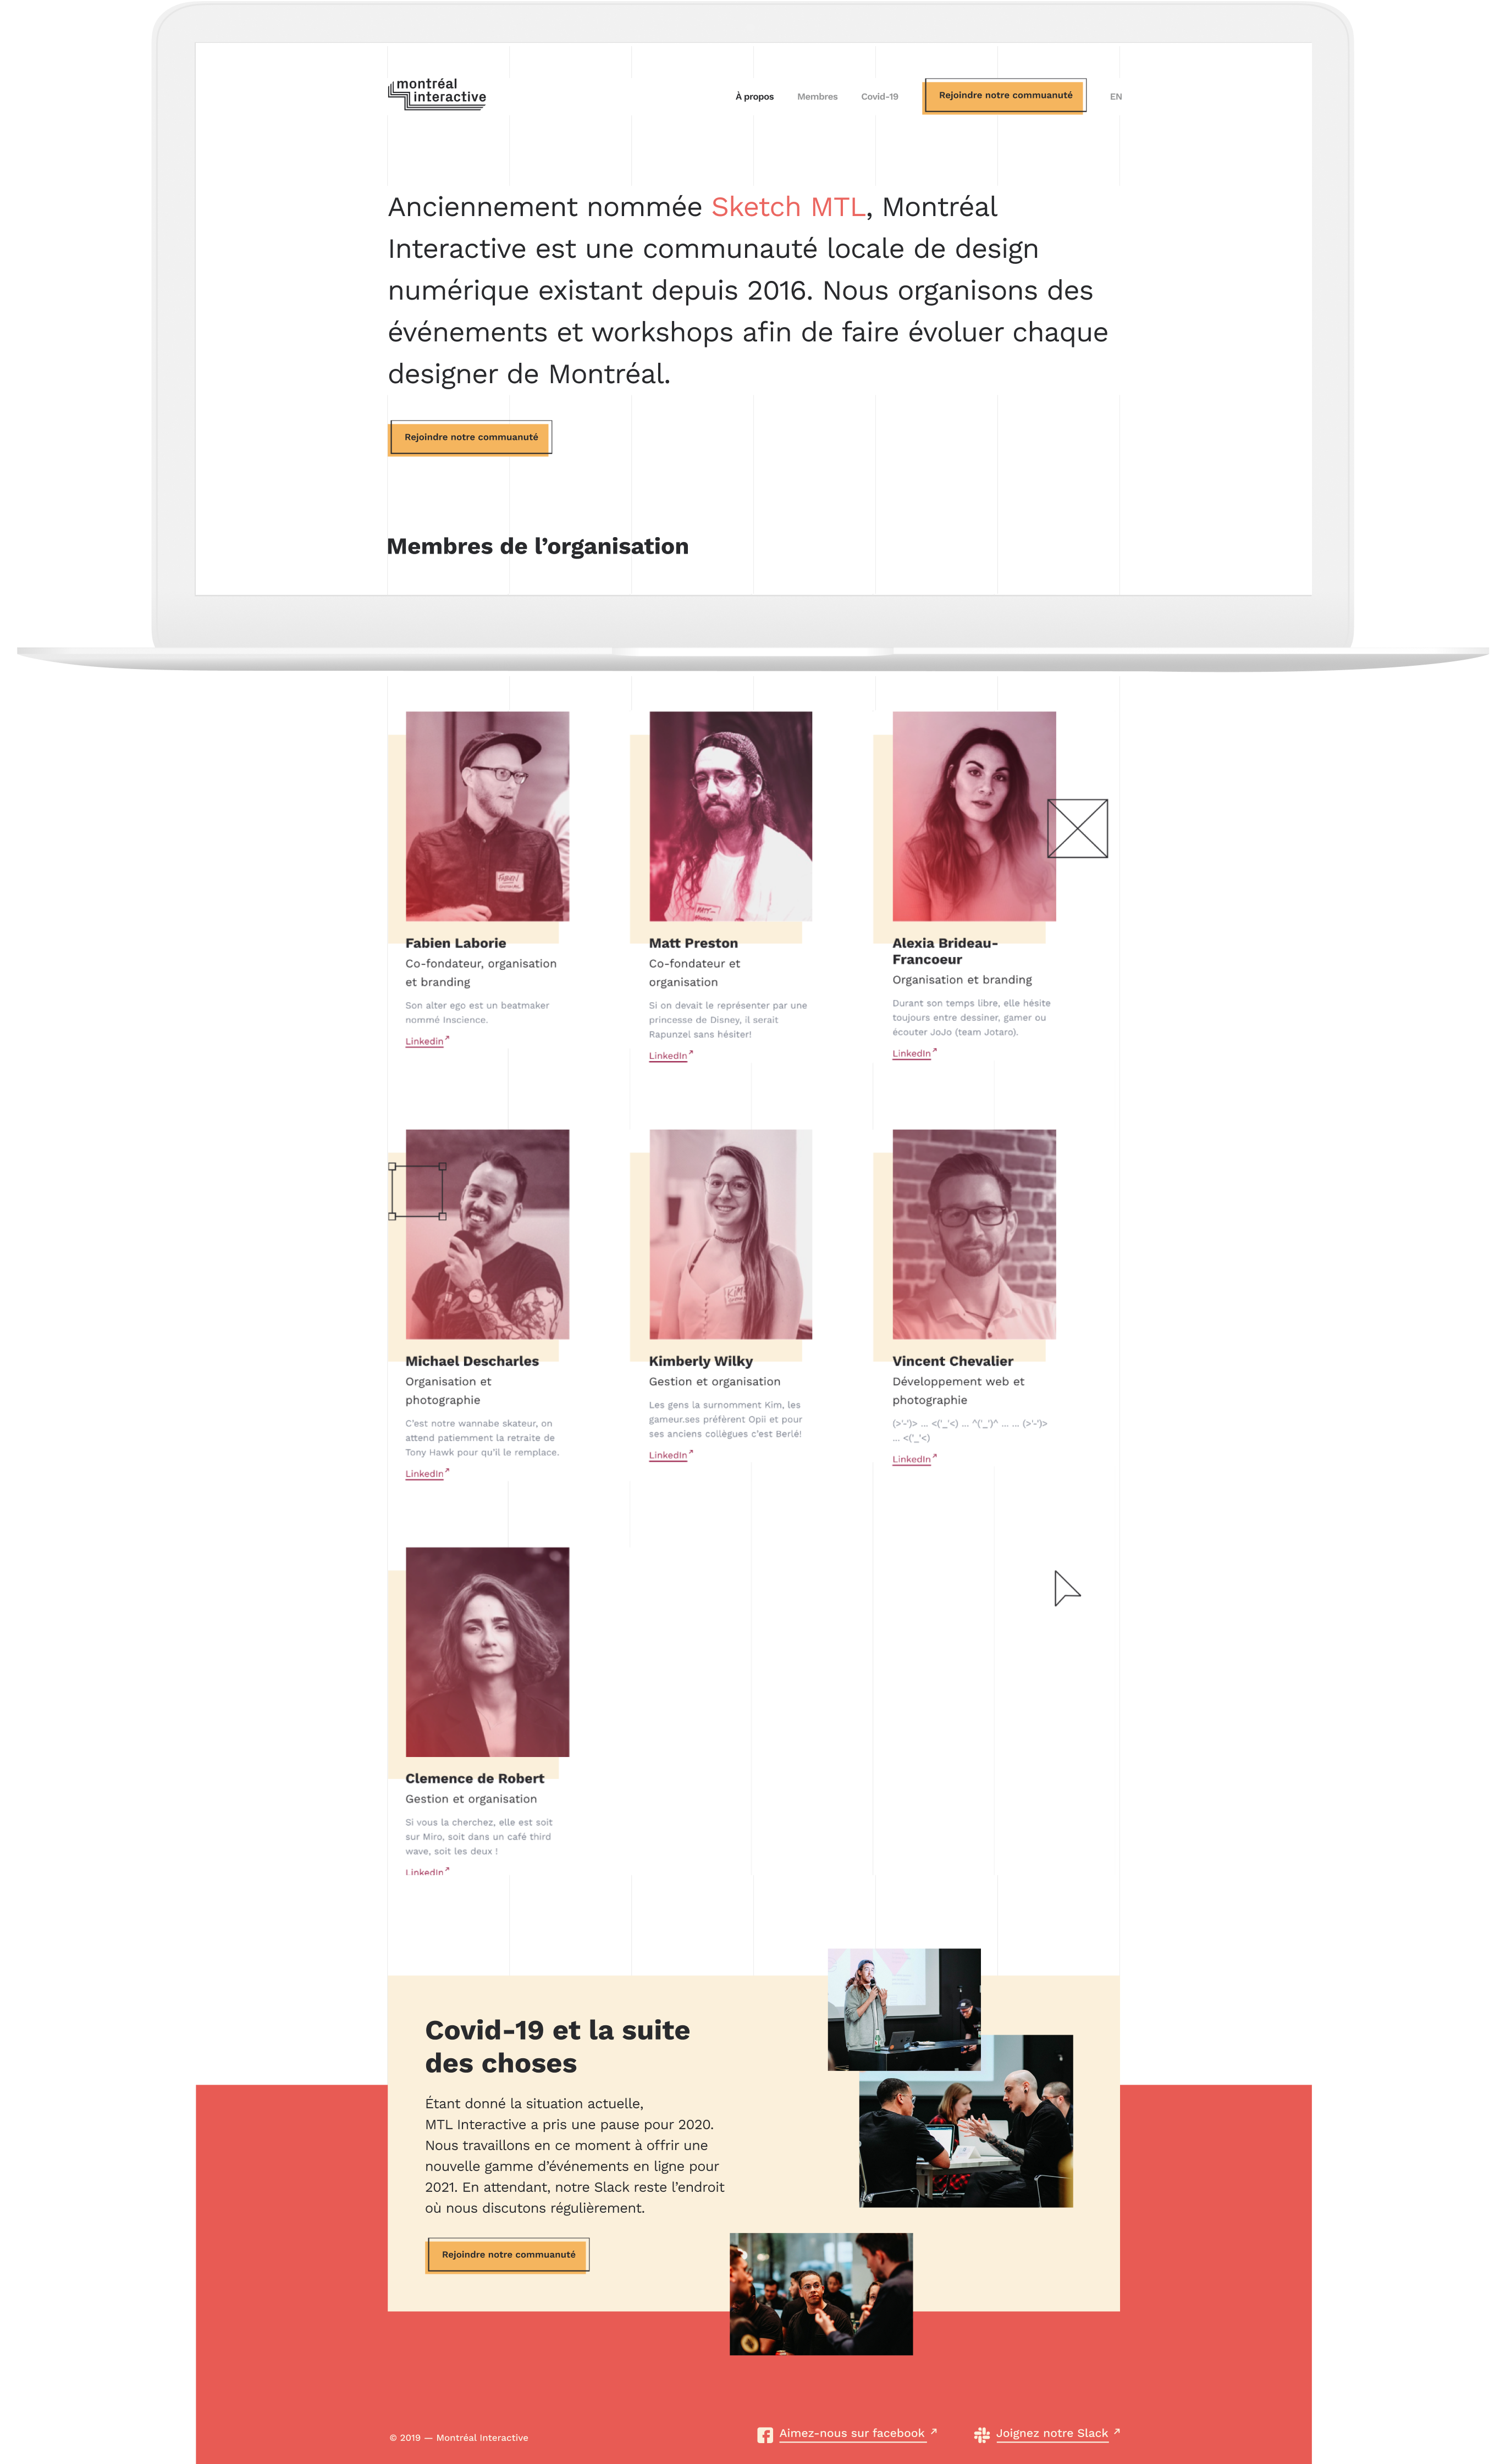 montréal
interactive
À propos Membres Covid-19 Rejoindre notre commuanuté EN
Anciennement nommée Sketch MTL, Montréal
Interactive est une communauté locale de design
numérique existant depuis 2016. Nous organisons des
événements et workshops afin de faire évoluer chaque
designer de Montréal.
Rejoindre notre commuanuté
Membres de l’organisation
FABIEN
MATT
Fabien Laborie
Co-fondateur, organisation
et branding
Son alter ego est un beatmaker
nommé Inscience.
Linkedin
Matt Preston
Co-fondateur et
organisation
Si on devait le représenter par une
princesse de Disney, il serait
Rapunzel sans hésiter!
LinkedIn
Alexia Brideau-
Francoeur
Organisation et branding
Durant son temps libre, elle hésite
toujours entre dessiner, gamer ou
écouter JoJo (team Jotaro).
LinkedIn
KIM
Michael Descharles
Organisation et
photographie
C’est notre wannabe skateur, on
attend patiemment la retraite de
Tony Hawk pour qu’il le remplace.
LinkedIn
Kimberly Wilky
Gestion et organisation
Les gens la surnomment Kim, les
gameur.ses préfèrent Opii et pour
ses anciens collègues c’est Berlé!
LinkedIn
Vincent Chevalier
Développement web et
photographie
(>'-')> ... <('_'<) ... ^('_')^ ... ... (>'-')>
... <('_'<)
LinkedIn
Clemence de Robert
Gestion et organisation
Si vous la cherchez, elle est soit
sur Miro, soit dans un café third
wave, soit les deux !
LinkedIn
Covid-19 et la suite
des choses
Étant donné la situation actuelle,
MTL Interactive a pris une pause pour 2020.
Nous travaillons en ce moment à offrir une
nouvelle gamme d’événements en ligne pour
2021. En attendant, notre Slack reste l’endroit
où nous discutons régulièrement.
Rejoindre notre commuanuté
© 2019 — Montréal Interactive
Aimez-nous sur facebook
Joignez notre Slack